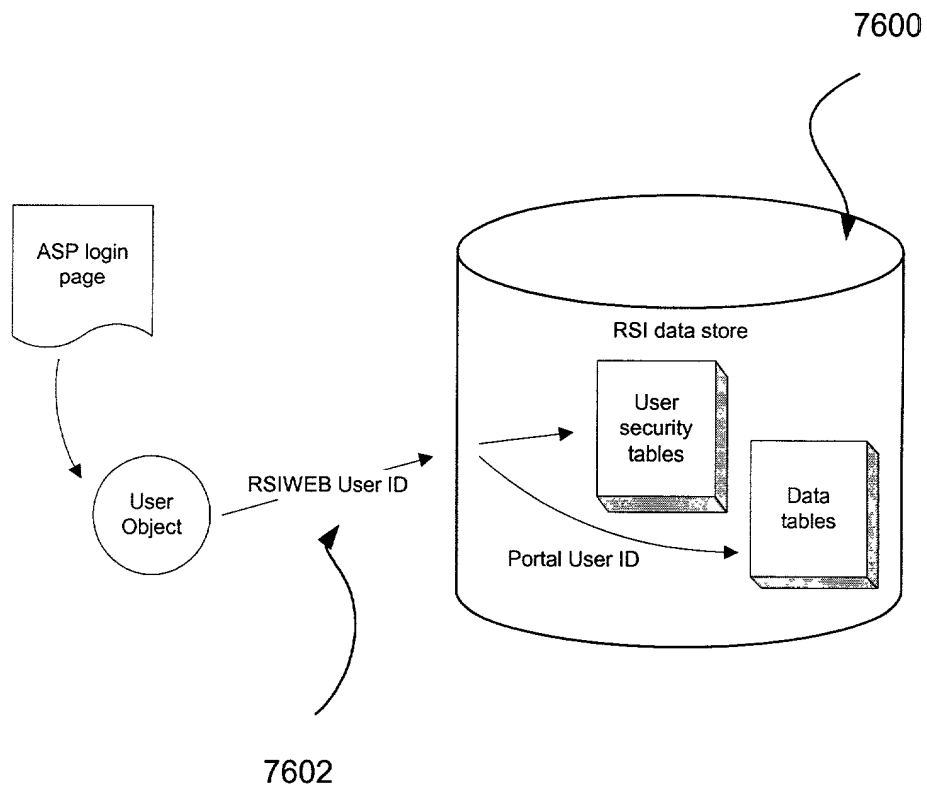 7600
ASP login
page
RSI data store
User
security
tables
RSIWEB User ID
User
Object
Data
tables
Portal User ID
7602